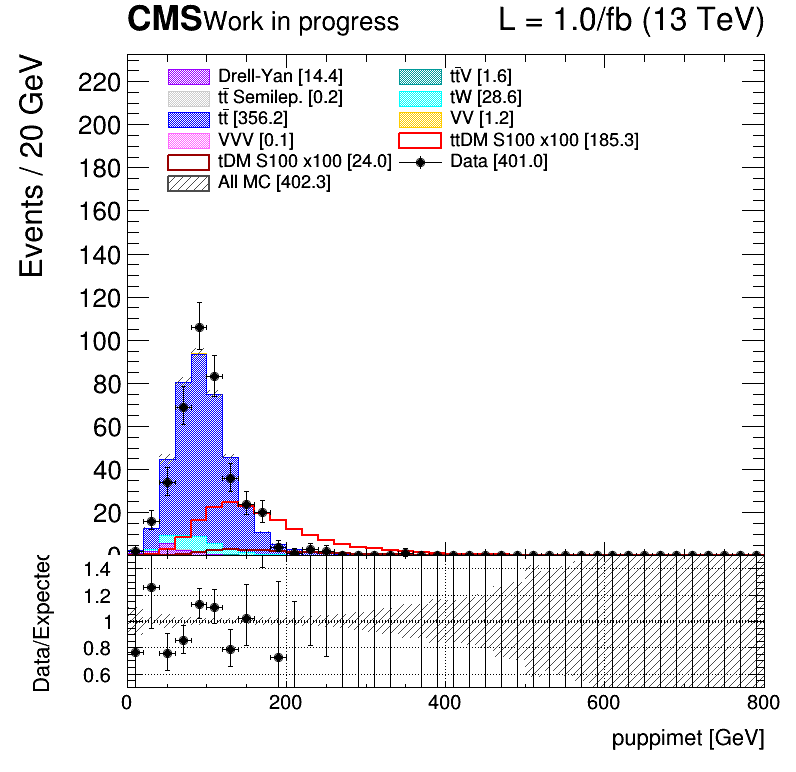 CMS Work in progress L = 1.0/fb (13 TeV)
Events / 20 GeV
Drell-Yan [14.4] tt̄V [1.6]
tt̄ Semilep. [0.2] tW [28.6]
tt̄ [356.2] VV [1.2]
VVV [0.1] ttDM S100 x100 [185.3]
tDM S100 x100 [24.0] Data [401.0]
All MC [402.3]
220
200
180
160
140
120
100
80
60
40
20
0
Data/Expected
1.4
1.2
1
0.8
0.6
0 200 400 600 800
puppimet [GeV]